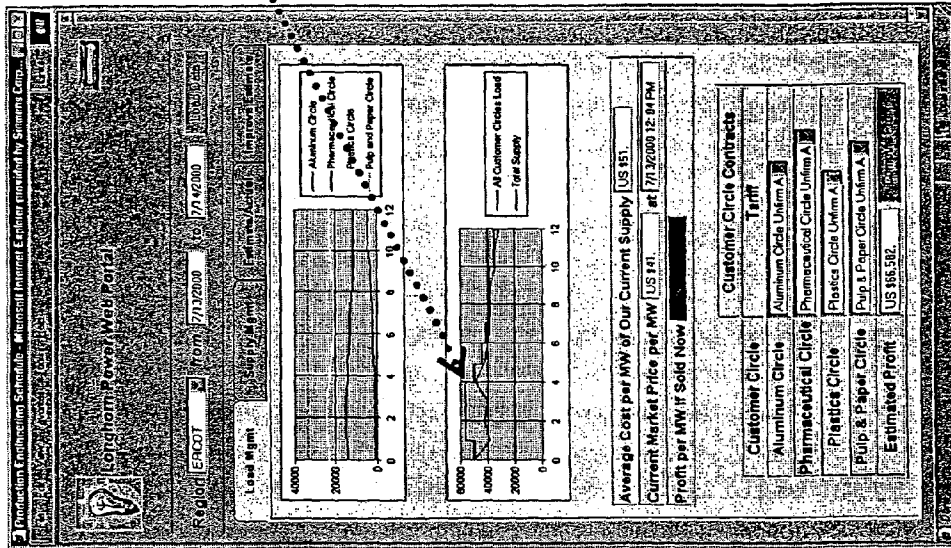 Production Engineering Schedule - Microsoft Internet Explorer provided by Siemens Corp...
Longhorn Power Web Portal
Region ERCOT from 7/13/2000 to 7/14/2000
Load Mgmt Supply Mgmt
40000
20000
0
0 2 4 6 8 10 12
Aluminum Circle
Pharmaceutical Circle
Plastics Circle
Pulp and Paper Circle
60000
40000
20000
0
0 2 4 6 8 10 12
All Customer Circles Load
Total Supply
Average Cost per MW of Our Current Supply US $51.
Current Market Price per MW US $41. at 7/13/2000 12:04 PM
Profit per MW if Sold Now
Customer Circle Contracts
Customer Circle Tariff
Aluminum Circle Aluminum Circle Unfirm A
Pharmaceutical Circle Pharmaceutical Circle Unfirm A
Plastics Circle Plastics Circle Unfirm A
Pulp & Paper Circle Pulp & Paper Circle Unfirm A
Estimated Profit US $66,582.